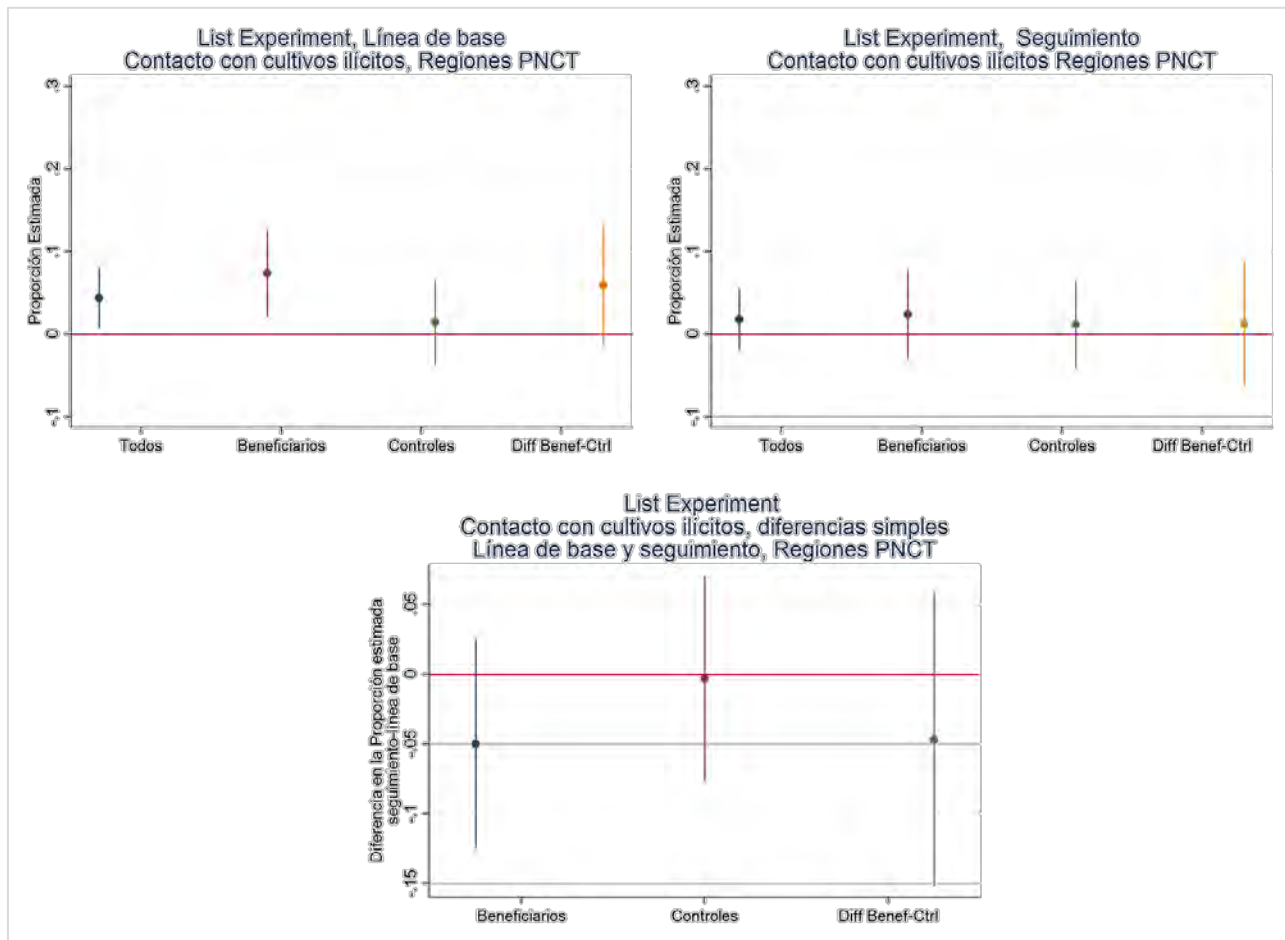 List Experiment, Línea de base
Contacto con cultivos ilícitos, Regiones PNCT
Proporción Estimada
.3
.2
.1
0
-.1
Todos
Beneficiarios
Controles
Diff Benef-Ctrl
List Experiment, Seguimiento
Contacto con cultivos ilícitos Regiones PNCT
Proporción Estimada
.3
.2
.1
0
-.1
Todos
Beneficiarios
Controles
Diff Benef-Ctrl
List Experiment
Contacto con cultivos ilícitos, diferencias simples
Línea de base y seguimiento, Regiones PNCT
Diferencia en la Proporción estimada
seguimiento-línea de base
.05
0
-.05
-.1
-.15
Beneficiarios
Controles
Diff Benef-Ctrl